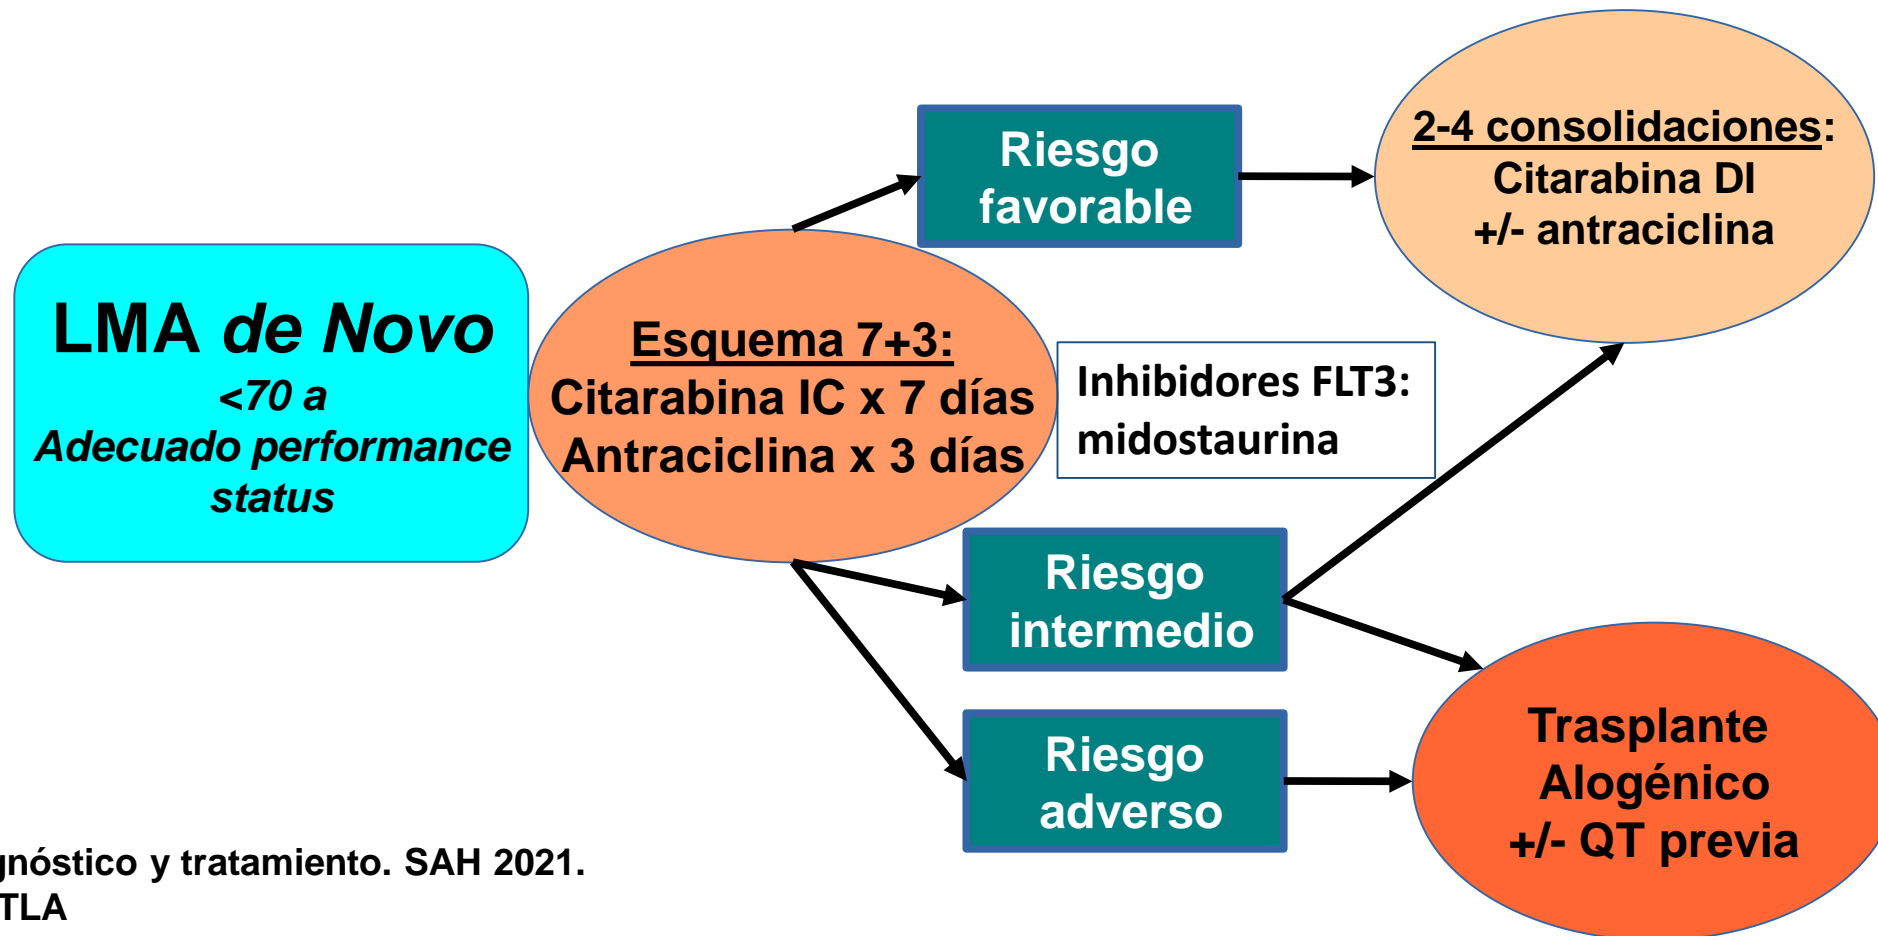 LMA de Novo
<70 a
Adecuado performance
status
Esquema 7+3:
Citarabina IC x 7 días
Antraciclina x 3 días
Inhibidores FLT3:
midostaurina
Riesgo
favorable
2-4 consolidaciones:
Citarabina DI
+/- antraciclina
Riesgo
intermedio
Riesgo
adverso
Trasplante
Alogénico
+/- QT previa
gnóstico y tratamiento. SAH 2021.
TLA